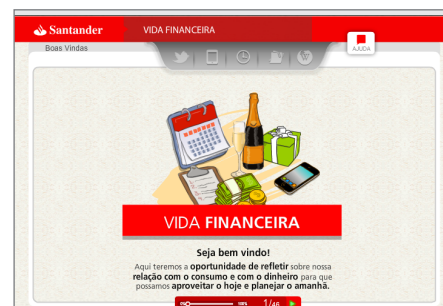 Santander
VIDA FINANCEIRA
Boas Vindas
AJUDA
VIDA FINANCEIRA
Seja bem vindo!
Aqui teremos a oportunidade de refletir sobre nossa
relação com o consumo e com o dinheiro para que
possamos aproveitar o hoje e planejar o amanhã.
1/46